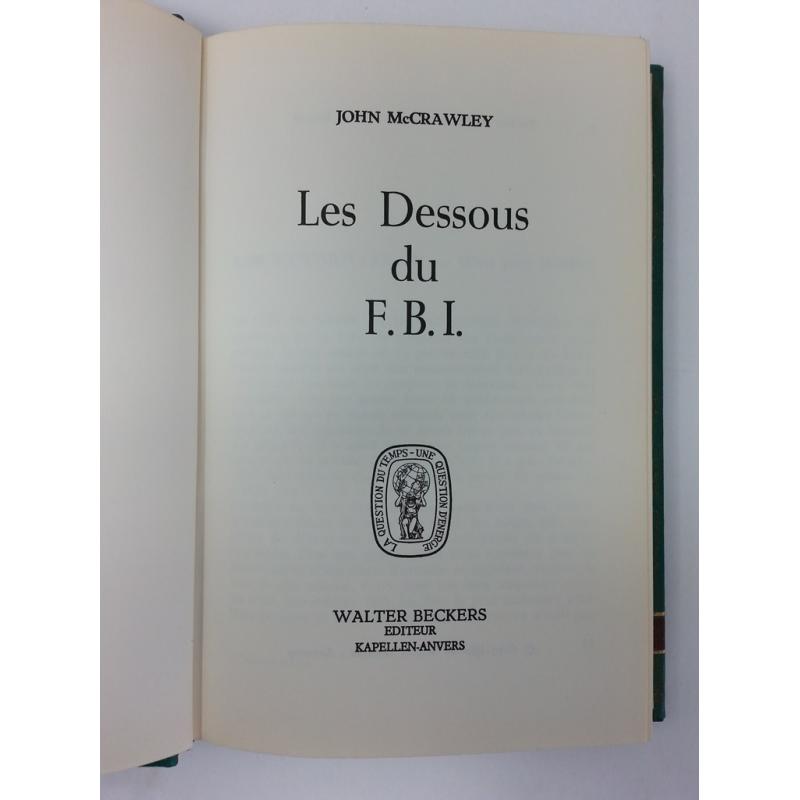 JOHN McCRAWLEY
Les Dessous
du
F. B. I.
LA QUESTION DU TEMPS - UNE QUESTION D'ENERGIE
WALTER BECKERS
EDITEUR
KAPELLEN-ANVERS